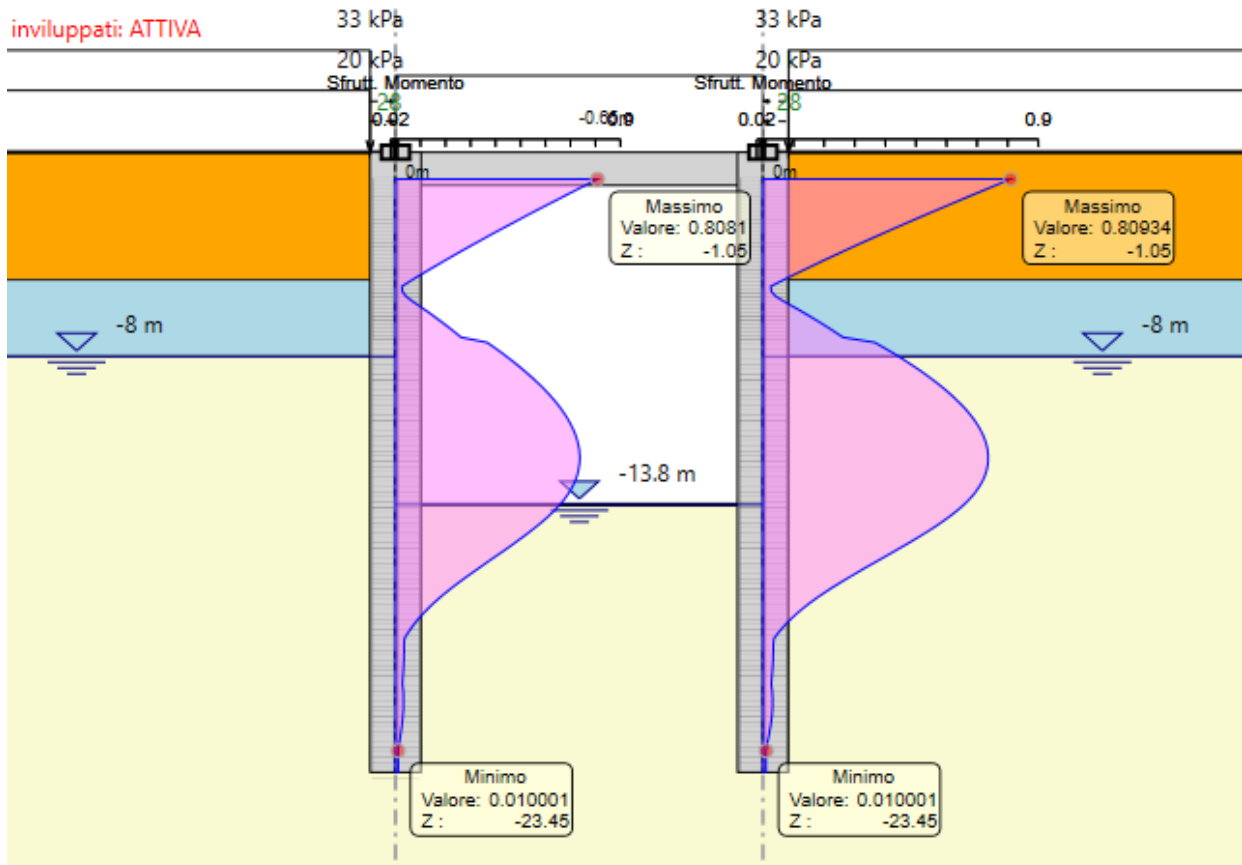 inviluppati: ATTIVA
33 kPa
33 kPa
20 kPa
20 kPa
Sfrutt. Momento
Sfrutt. Momento
-28
-28
0.02
0.9
0.02
0.9
0m
0m
Massimo
Valore: 0.8081
Z : -1.05
Massimo
Valore: 0.80934
Z : -1.05
-8 m
-8 m
-13.8 m
Minimo
Valore: 0.010001
Z : -23.45
Minimo
Valore: 0.010001
Z : -23.45